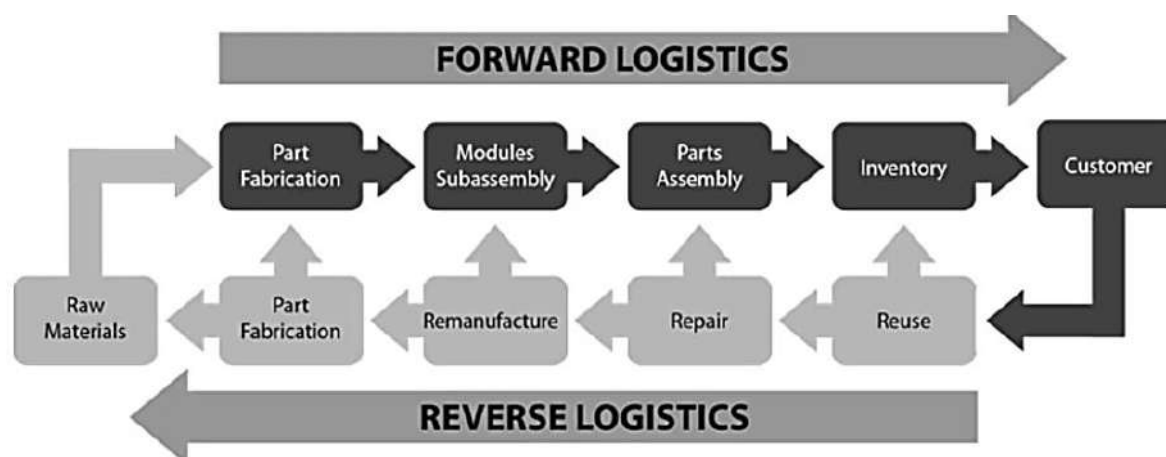 FORWARD LOGISTICS
Part
Fabrication
Modules
Subassembly
Parts
Assembly
Inventory
Customer
Raw
Materials
Part
Fabrication
Remanufacture
Repair
Reuse
REVERSE LOGISTICS